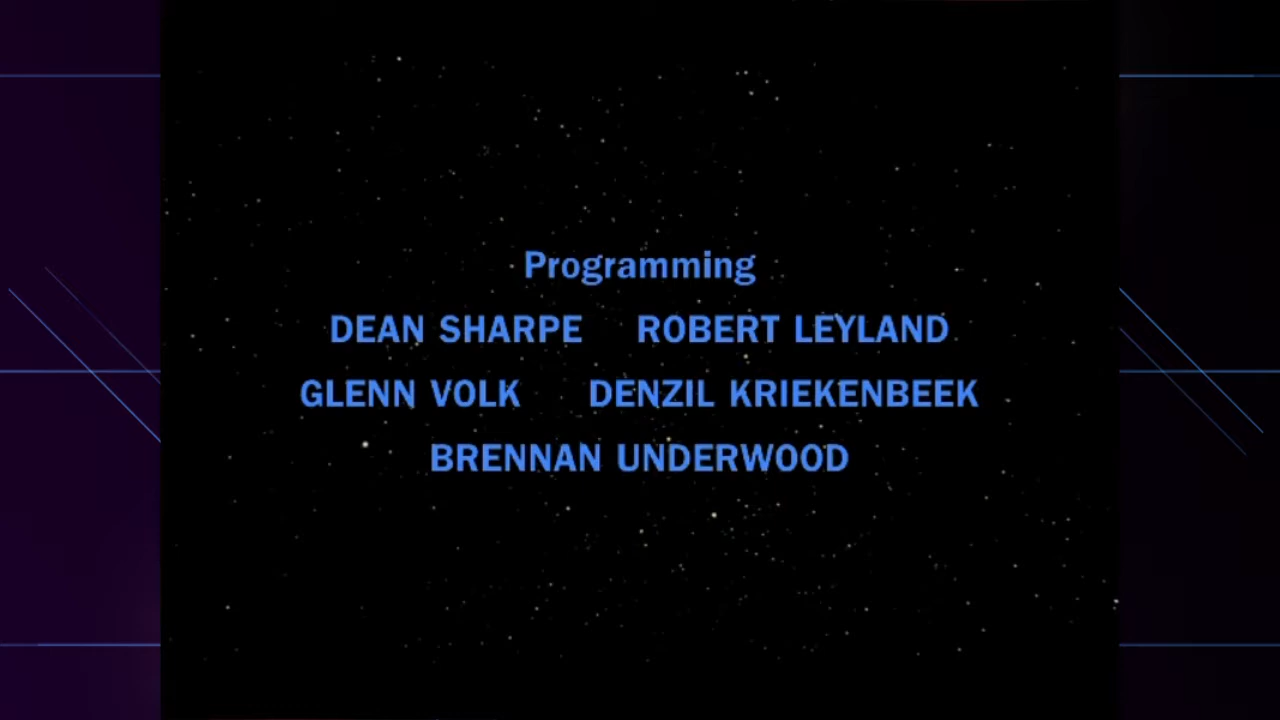 Programming
DEAN SHARPE ROBERT LEYLAND
GLENN VOLK DENZIL KRIEKENBEEK
BRENNAN UNDERWOOD